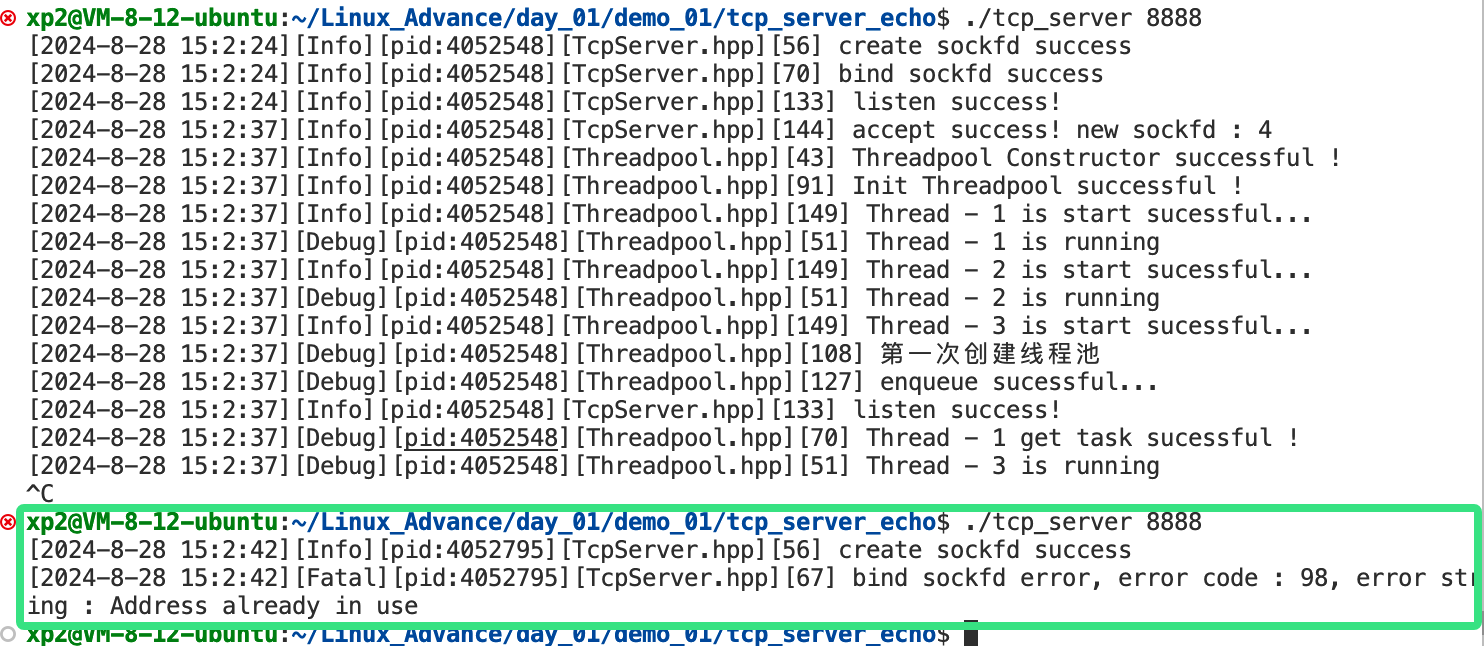 xp2@VM-8-12-ubuntu:~/Linux_Advance/day_01/demo_01/tcp_server_echo$ ./tcp_server 8888
[2024-8-28 15:2:24][Info][pid:4052548][TcpServer.hpp][56] create sockfd success
[2024-8-28 15:2:24][Info][pid:4052548][TcpServer.hpp][70] bind sockfd success
[2024-8-28 15:2:24][Info][pid:4052548][TcpServer.hpp][133] listen success!
[2024-8-28 15:2:37][Info][pid:4052548][TcpServer.hpp][144] accept success! new sockfd : 4
[2024-8-28 15:2:37][Info][pid:4052548][Threadpool.hpp][43] Threadpool Constructor successful !
[2024-8-28 15:2:37][Info][pid:4052548][Threadpool.hpp][91] Init Threadpool successful !
[2024-8-28 15:2:37][Info][pid:4052548][Threadpool.hpp][149] Thread - 1 is start sucessful...
[2024-8-28 15:2:37][Debug][pid:4052548][Threadpool.hpp][51] Thread - 1 is running
[2024-8-28 15:2:37][Info][pid:4052548][Threadpool.hpp][149] Thread - 2 is start sucessful...
[2024-8-28 15:2:37][Debug][pid:4052548][Threadpool.hpp][51] Thread - 2 is running
[2024-8-28 15:2:37][Info][pid:4052548][Threadpool.hpp][149] Thread - 3 is start sucessful...
[2024-8-28 15:2:37][Debug][pid:4052548][Threadpool.hpp][108] 第一次创建线程池
[2024-8-28 15:2:37][Debug][pid:4052548][Threadpool.hpp][127] enqueue sucessful...
[2024-8-28 15:2:37][Info][pid:4052548][TcpServer.hpp][133] listen success!
[2024-8-28 15:2:37][Debug][pid:4052548][Threadpool.hpp][70] Thread - 1 get task sucessful !
[2024-8-28 15:2:37][Debug][pid:4052548][Threadpool.hpp][51] Thread - 3 is running
^C
xp2@VM-8-12-ubuntu:~/Linux_Advance/day_01/demo_01/tcp_server_echo$ ./tcp_server 8888
[2024-8-28 15:2:42][Info][pid:4052795][TcpServer.hpp][56] create sockfd success
[2024-8-28 15:2:42][Fatal][pid:4052795][TcpServer.hpp][67] bind sockfd error, error code : 98, error str
ing : Address already in use
xp2@VM-8-12-ubuntu:~/Linux_Advance/day_01/demo_01/tcp_server_echo$